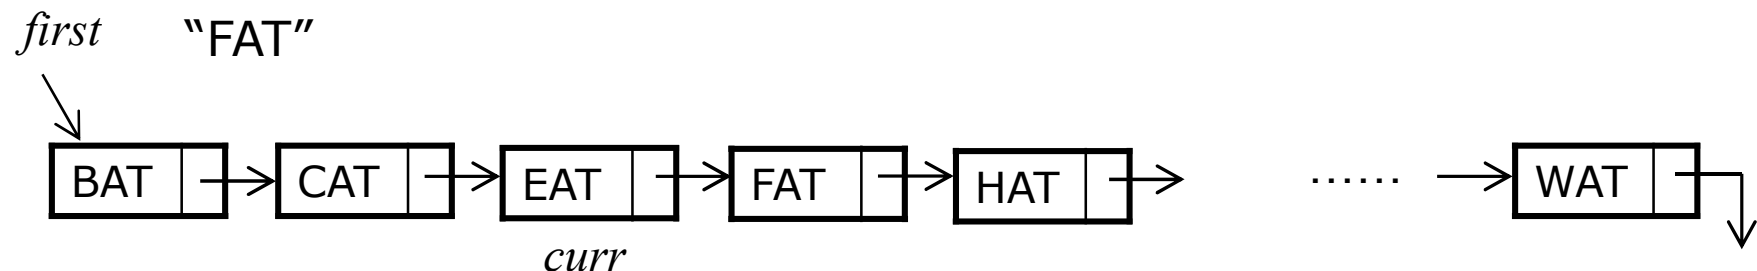 first “FAT”
BAT CAT EAT FAT HAT ...... WAT
curr